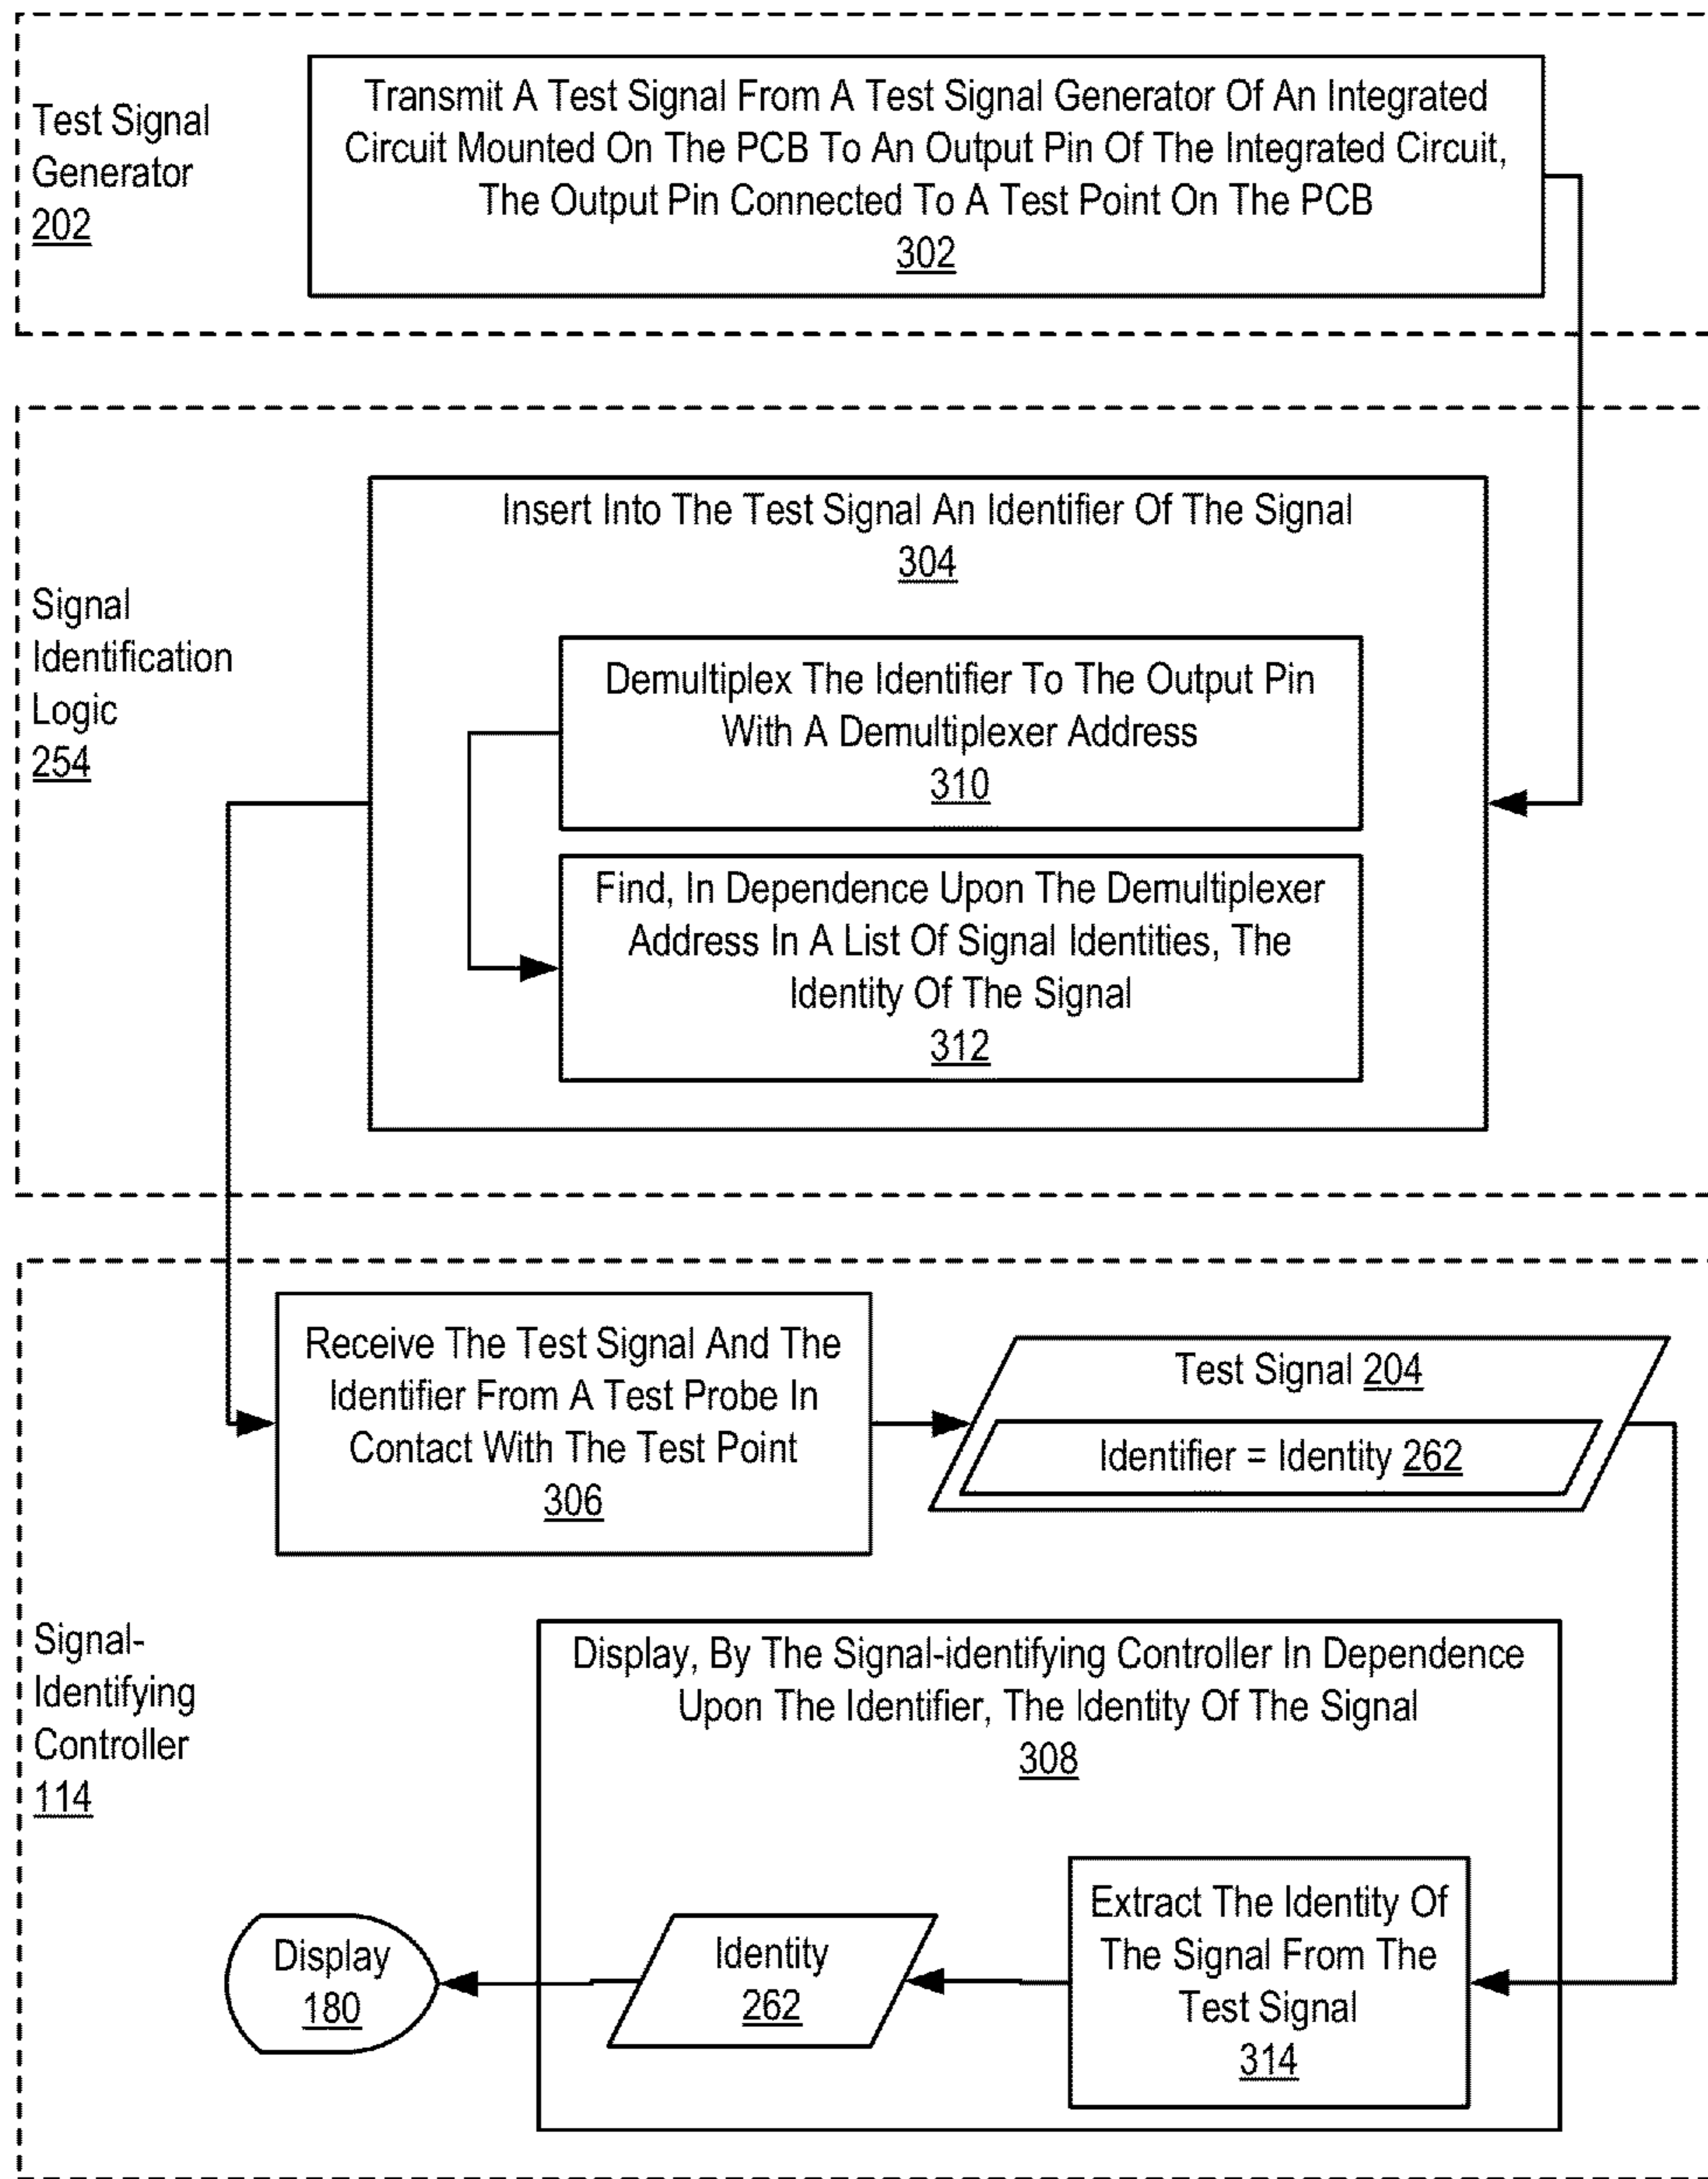 Test Signal
Generator
202
Transmit A Test Signal From A Test Signal Generator Of An Integrated
Circuit Mounted On The PCB To An Output Pin Of The Integrated Circuit,
The Output Pin Connected To A Test Point On The PCB
302
Signal
Identification
Logic
254
Insert Into The Test Signal An Identifier Of The Signal
304
Demultiplex The Identifier To The Output Pin
With A Demultiplexer Address
310
Find, In Dependence Upon The Demultiplexer
Address In A List Of Signal Identities, The
Identity Of The Signal
312
Signal-
Identifying
Controller
114
Receive The Test Signal And The
Identifier From A Test Probe In
Contact With The Test Point
306
Test Signal 204
Identifier = Identity 262
Display, By The Signal-identifying Controller In Dependence
Upon The Identifier, The Identity Of The Signal
308
Extract The Identity Of
The Signal From The
Test Signal
314
Identity
262
Display
180